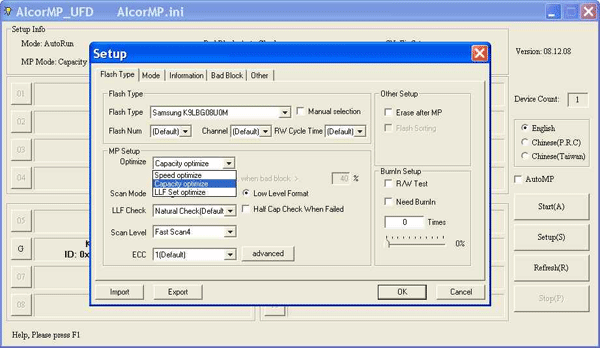 AlcorMP_UFD AlcorMP.ini
Setup Info
Mode: AutoRun
MP Mode: Capacity
Version: 08.12.08
Device Count: 1
English
Chinese(P.R.C)
Chinese(Taiwan)
AutoMP
Start(A)
Setup(S)
Refresh(R)
Stop(P)
01
05
G
ID: 0x
08
Help, Please press F1
Setup
Flash Type Mode Information Bad Block Other
Flash Type
Flash Type Samsung K9LBG08U0M Manual selection
Flash Num (Default) Channel (Default) RW Cycle Time (Default)
MP Setup
Optimize Capacity optimize
Speed optimize
Capacity optimize
LLF Set optimize
when bad block > 40 %
Scan Mode Low Level Format
LLF Check Natural Check(Default Half Cap Check When Failed
Scan Level Fast Scan4
ECC 1(Default) advanced
Other Setup
Erase after MP
Flash Sorting
BurnIn Setup
R/W Test
Need BurnIn
0 Times
0%
Import Export OK Cancel